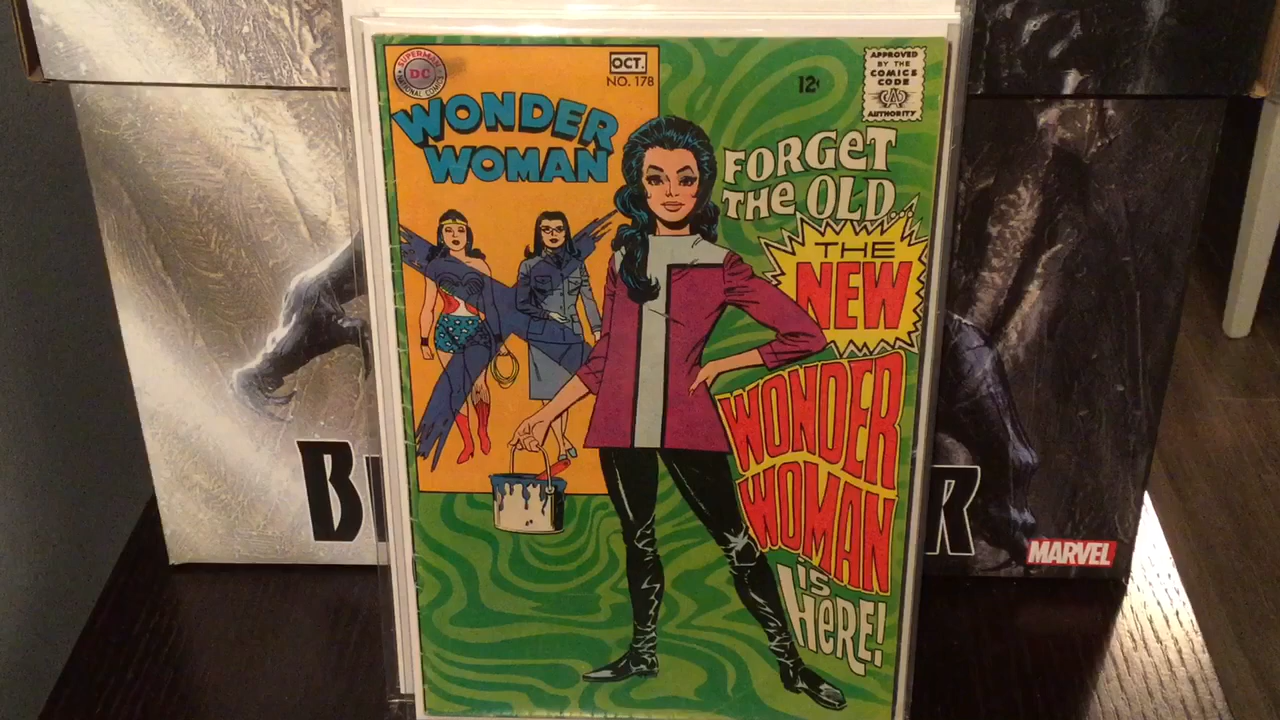 SUPERMAN
DC
NATIONAL COMICS
OCT.
NO. 178
WONDER
WOMAN
12¢
APPROVED
BY THE
COMICS
CODE
CA
AUTHORITY
FORGET
THE OLD...
THE
NEW
WONDER
WOMAN
iS
HERE!
B
R
MARVEL